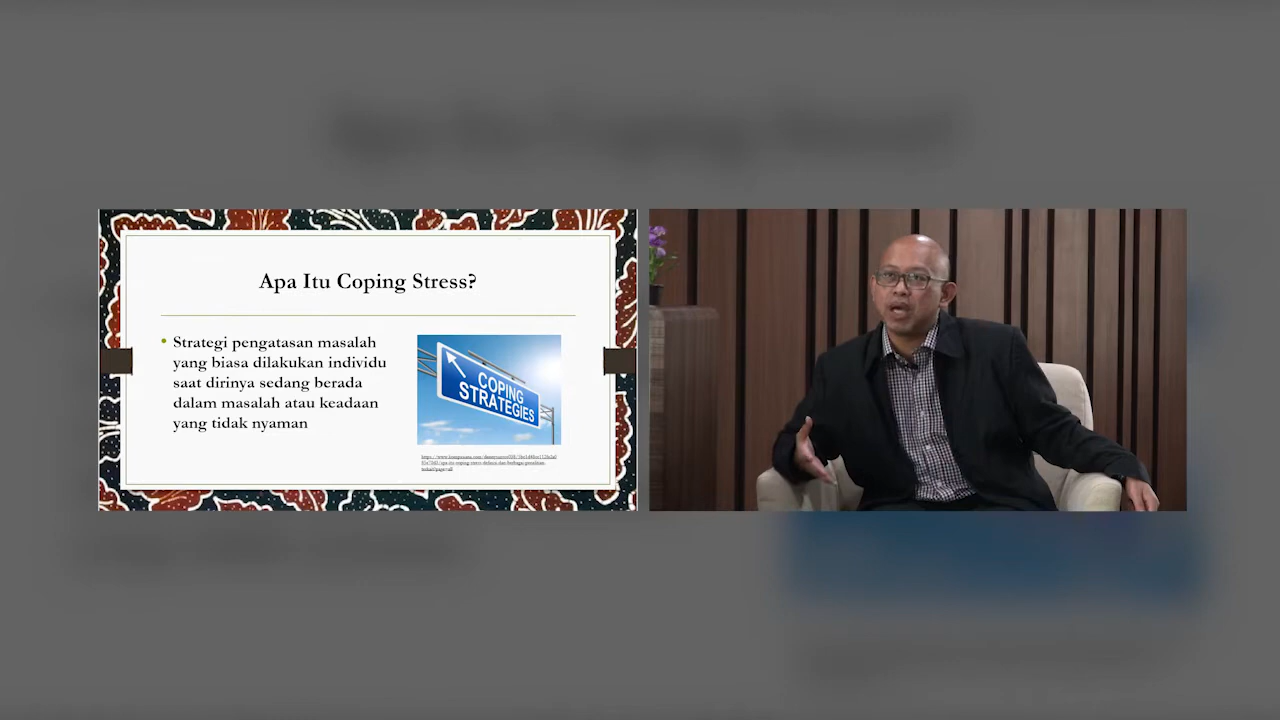 Apa Itu Coping Stress?
• Strategi pengatasan masalah
yang biasa dilakukan individu
saat dirinya sedang berada
dalam masalah atau keadaan
yang tidak nyaman
COPING
STRATEGIES